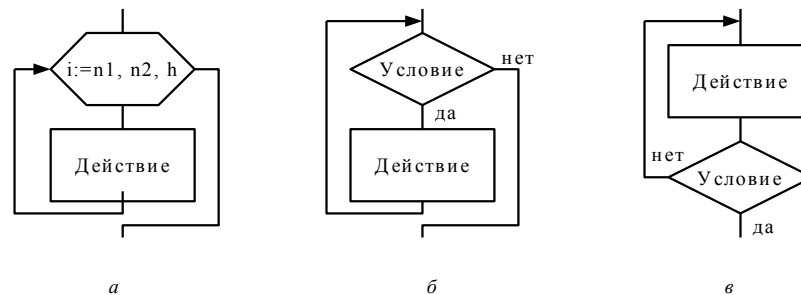 i:=n1, n2, h
Действие
а
Условие
нет
да
Действие
б
Действие
нет
Условие
да
в